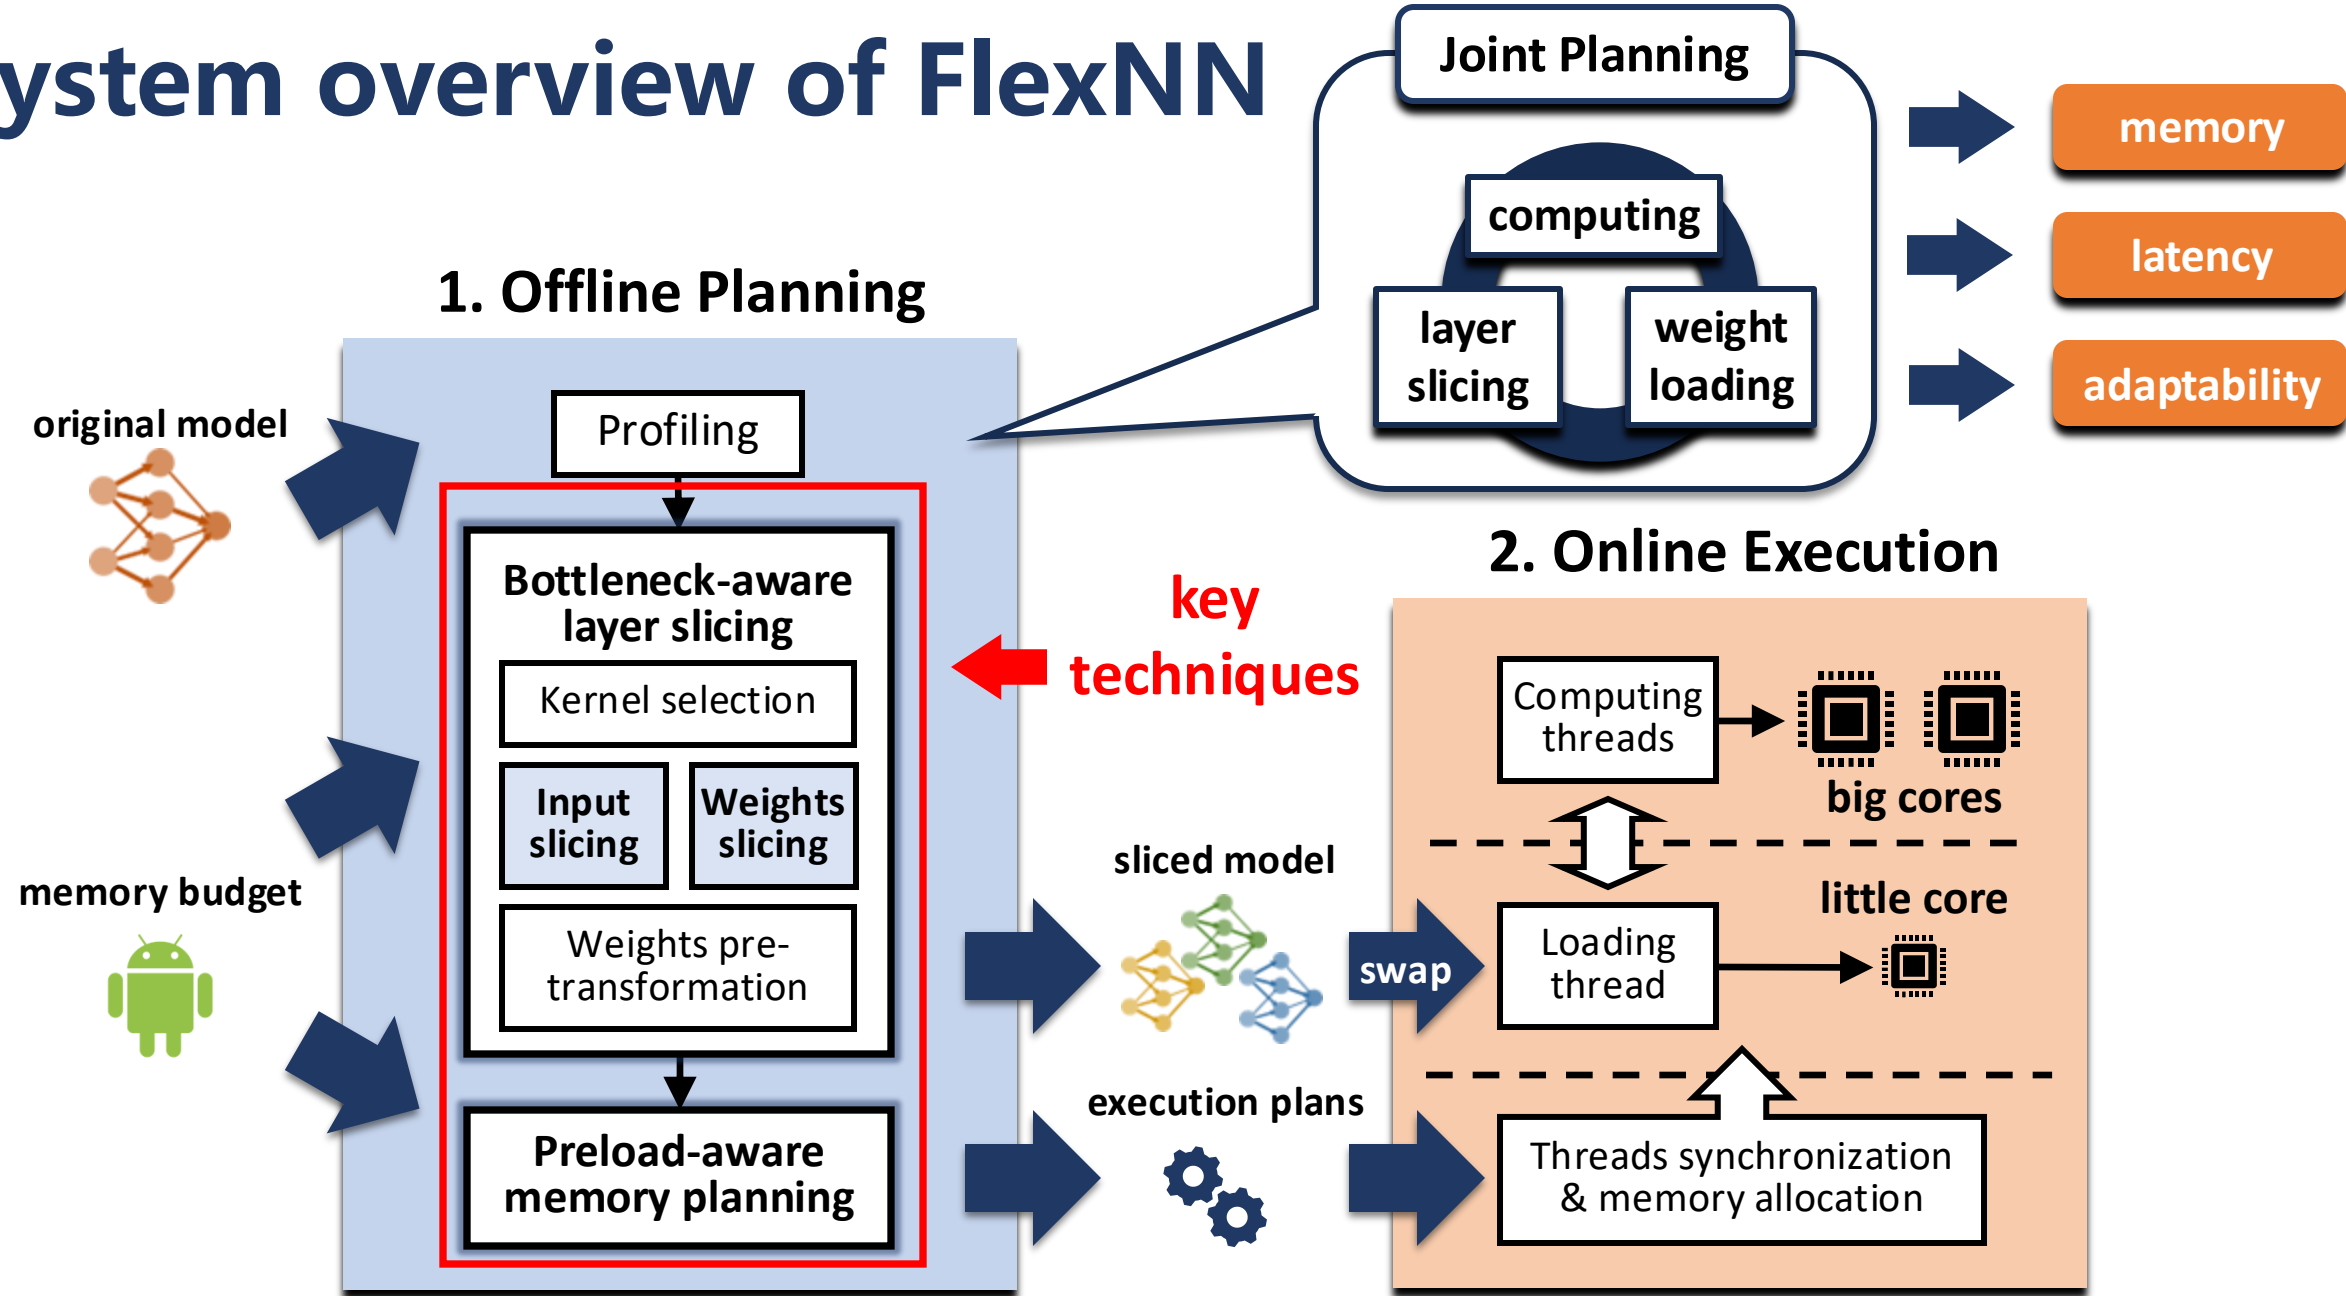 ystem overview of FlexNN
Joint Planning
computing
layer
slicing
weight
loading
memory
latency
adaptability
1. Offline Planning
original model
memory budget
Profiling
Bottleneck-aware
layer slicing
Kernel selection
Input
slicing
Weights
slicing
Weights pre-
transformation
Preload-aware
memory planning
key
techniques
sliced model
swap
execution plans
2. Online Execution
Computing
threads
big cores
little core
Loading
thread
Threads synchronization
& memory allocation